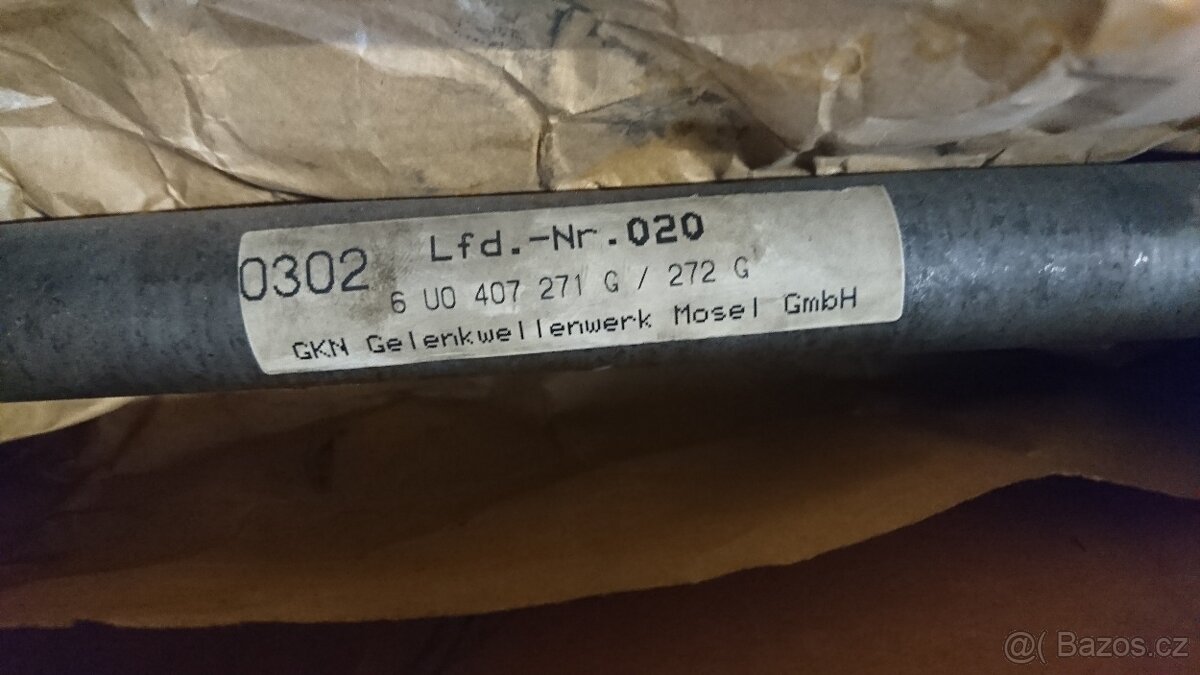 0302 Lfd.-Nr.020
6 U0 407 271 G / 272 G
GKN Gelenkwellenwerk Mosel GmbH
@( Bazos.cz